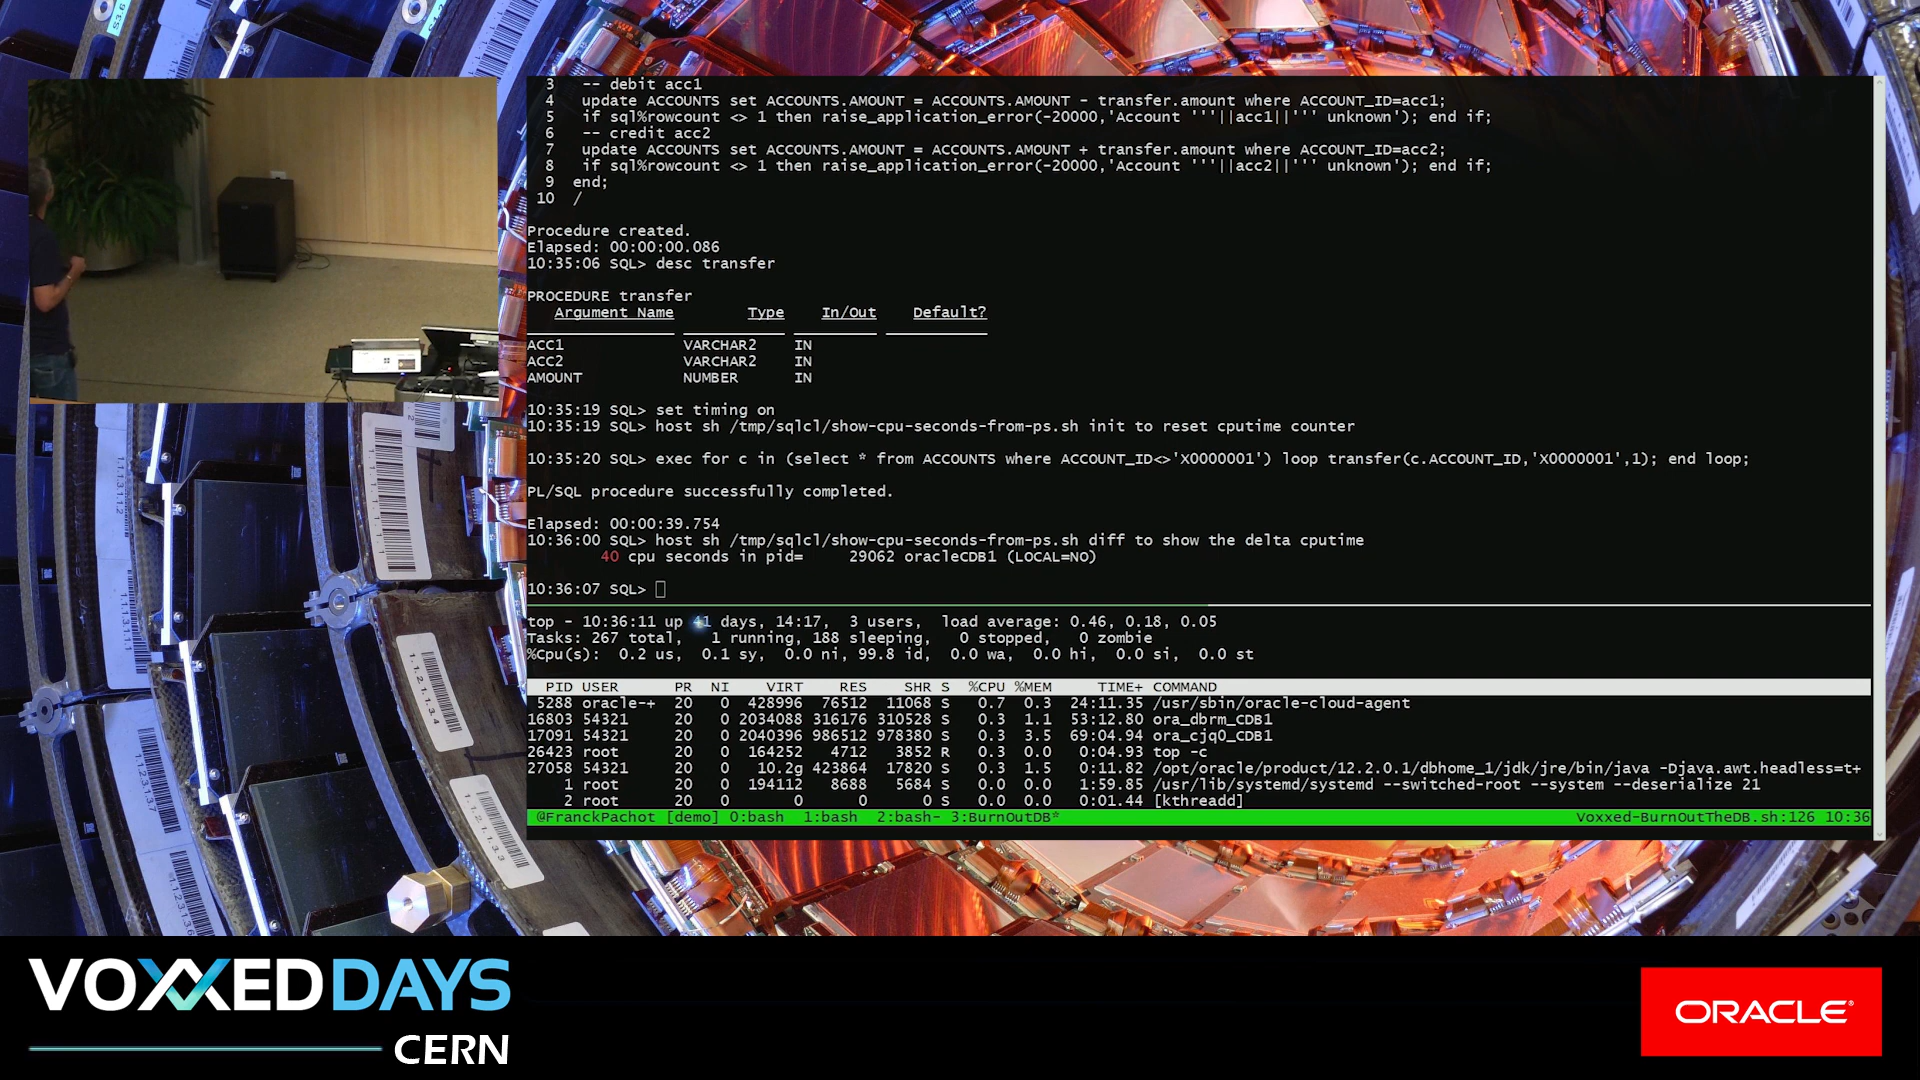 3   -- debit acc1
4   update ACCOUNTS set ACCOUNTS.AMOUNT = ACCOUNTS.AMOUNT - transfer.amount where ACCOUNT_ID=acc1;
5   if sql%rowcount <> 1 then raise_application_error(-20000,'Account '''||acc1||''' unknown'); end if;
6   -- credit acc2
7   update ACCOUNTS set ACCOUNTS.AMOUNT = ACCOUNTS.AMOUNT + transfer.amount where ACCOUNT_ID=acc2;
8   if sql%rowcount <> 1 then raise_application_error(-20000,'Account '''||acc2||''' unknown'); end if;
9  end;
10  /
Procedure created.
Elapsed: 00:00:00.086
10:35:06 SQL> desc transfer
PROCEDURE transfer
Argument Name        Type    In/Out    Default?
ACC1             VARCHAR2    IN
ACC2             VARCHAR2    IN
AMOUNT           NUMBER      IN
10:35:19 SQL> set timing on
10:35:19 SQL> host sh /tmp/sqlcl/show-cpu-seconds-from-ps.sh init to reset cputime counter
10:35:20 SQL> exec for c in (select * from ACCOUNTS where ACCOUNT_ID<>'X0000001') loop transfer(c.ACCOUNT_ID,'X0000001',1); end loop;
PL/SQL procedure successfully completed.
Elapsed: 00:00:39.754
10:36:00 SQL> host sh /tmp/sqlcl/show-cpu-seconds-from-ps.sh diff to show the delta cputime
40 cpu seconds in pid=     29062 oracleCDB1 (LOCAL=NO)
10:36:07 SQL>
top - 10:36:11 up 41 days, 14:17,  3 users,  load average: 0.46, 0.18, 0.05
Tasks: 267 total,   1 running, 188 sleeping,   0 stopped,   0 zombie
%Cpu(s):  0.2 us,  0.1 sy,  0.0 ni, 99.8 id,  0.0 wa,  0.0 hi,  0.0 si,  0.0 st
PID USER      PR  NI    VIRT    RES    SHR S  %CPU %MEM     TIME+ COMMAND
5288 oracle-+  20   0  428996  76512  11068 S   0.7  0.3  24:11.35 /usr/sbin/oracle-cloud-agent
16803 54321     20   0 2034088 316176 310528 S   0.3  1.1  53:12.80 ora_dbrm_CDB1
17091 54321     20   0 2040396 986512 978380 S   0.3  3.5  69:04.94 ora_cjq0_CDB1
26423 root      20   0  164252   4712   3852 R   0.3  0.0   0:04.93 top -c
27058 54321     20   0   10.2g 423864  17820 S   0.3  1.5   0:11.82 /opt/oracle/product/12.2.0.1/dbhome_1/jdk/jre/bin/java -Djava.awt.headless=t+
1 root      20   0  194112   8688   5684 S   0.0  0.0   1:59.85 /usr/lib/systemd/systemd --switched-root --system --deserialize 21
2 root      20   0       0      0      0 S   0.0  0.0   0:01.44 [kthreadd]
@FranckPachot [demo] 0:bash  1:bash  2:bash- 3:BurnOutDB*    Voxxed-BurnOutTheDB.sh:126 10:36
VOXXED DAYS
CERN
ORACLE®